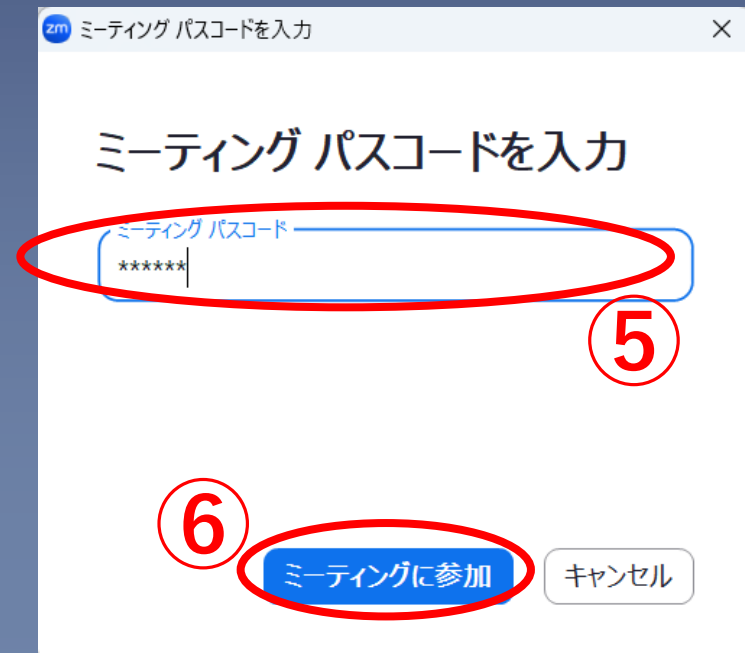 zm ミーティング パスコードを入力
ミーティング パスコードを入力
ミーティング パスコード
******
⑤
⑥
ミーティングに参加 キャンセル